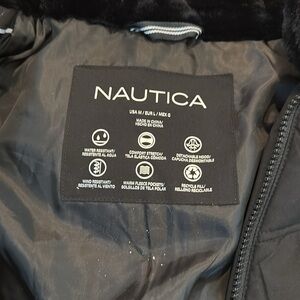 NAUTICA
USA M / EUR L / MEX G
MADE IN CHINA/
HECHO EN CHINA
WATER RESISTANT/
RESISTENTE AL AGUA
COMFORT STRETCH/
TELA ELÁSTICA CÓMODA
DETACHABLE HOOD/
CAPUCHA DESMONTABLE
WIND RESISTANT/
RESISTENTE AL VIENTO
WARM FLEECE POCKETS/
BOLSILLOS DE TELA POLAR
RECYCLE FILL/
RELLENO RECICLABLE